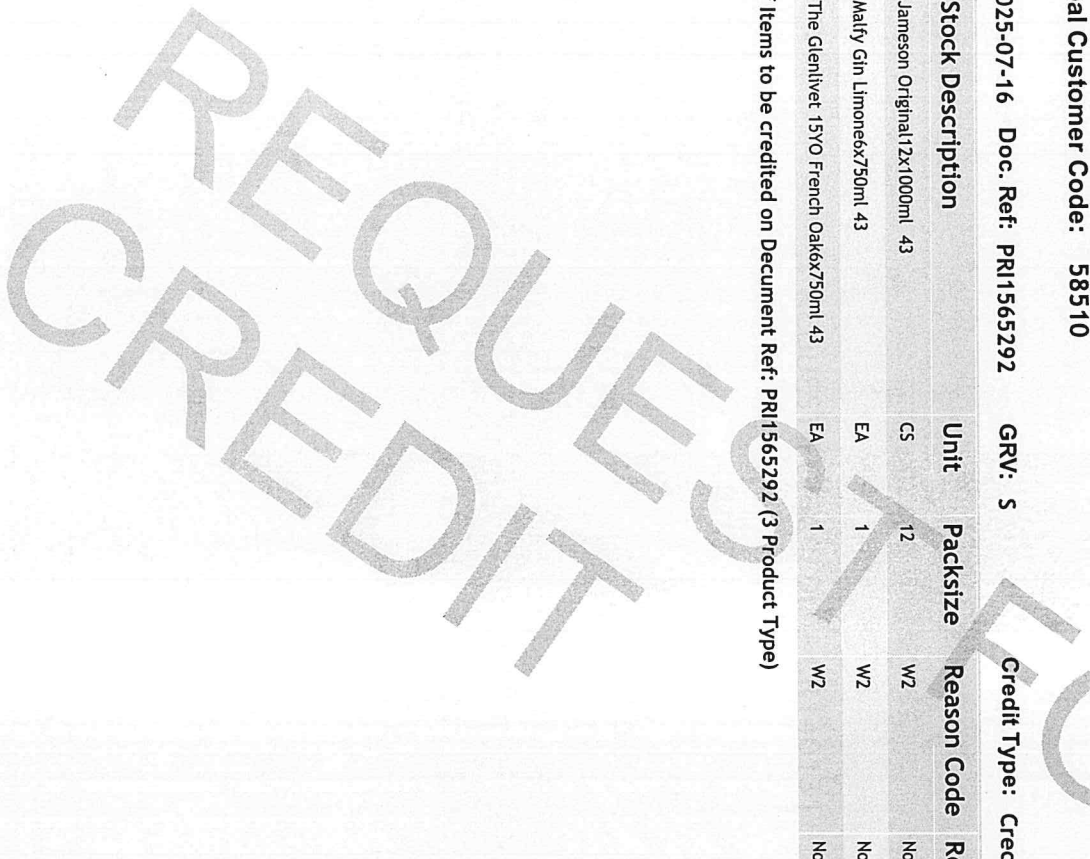 al Customer Code: 58510
025-07-16 Doc. Ref: PRI1565292 GRV: S Credit Type: Cred
Stock Description Unit Packsize Reason Code Re
Jameson Original12x1000ml 43 CS 12 W2 No
Malfy Gin Limone6x750ml 43 EA 1 W2 No
The Glenlivet 15YO French Oak6x750ml 43 EA 1 W2 No
Items to be credited on Decument Ref: PRI1565292 (3 Product Type)
REQUEST FO
CREDIT